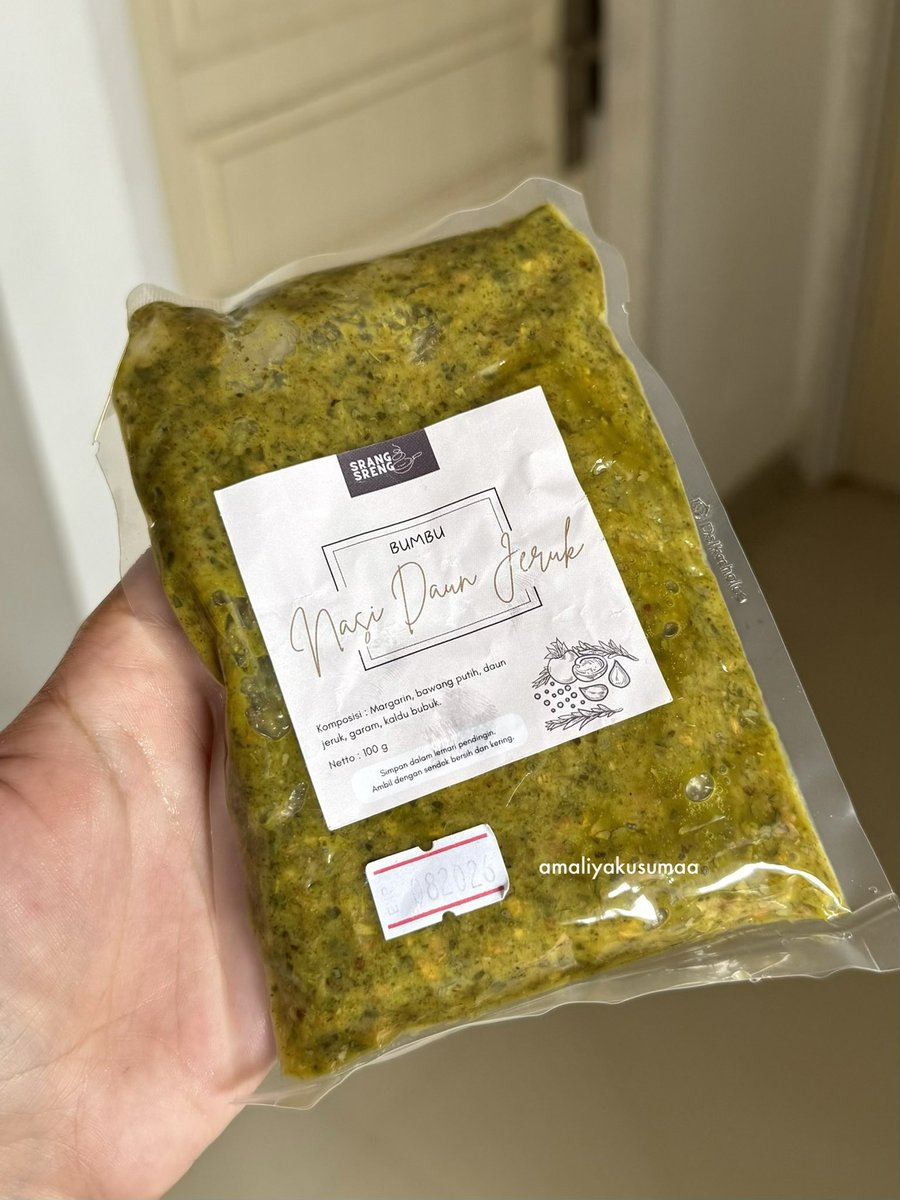 SRANG
SRENG
BUMBU
Nasi Daun Jeruk
Komposisi : Margarin, bawang putih, daun
jeruk, garam, kaldu bubuk.
Netto : 100 g
Simpan dalam lemari pendingin.
Ambil dengan sendok bersih dan kering.
082026
amaliyakusumaa